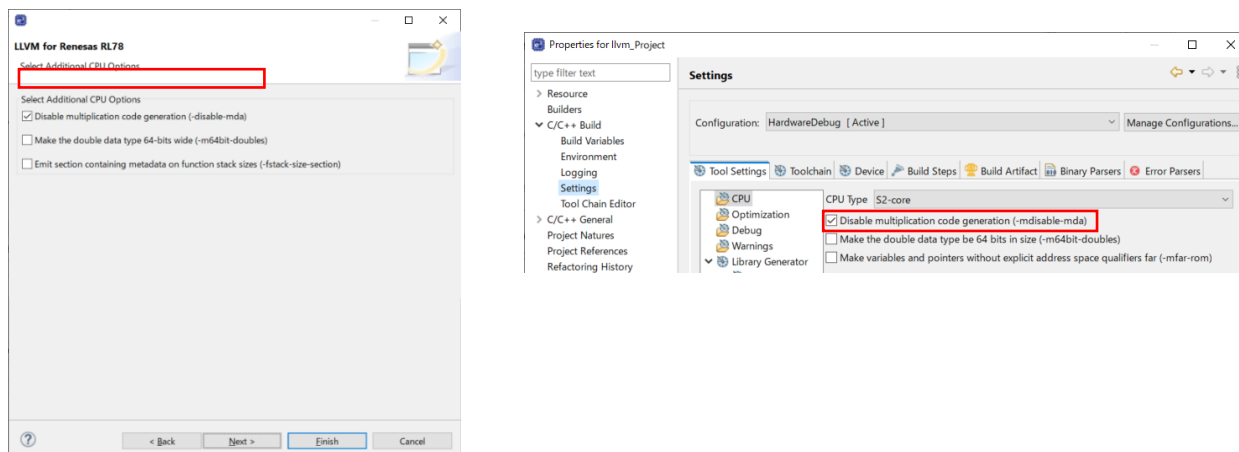 LLVM for Renesas RL78
Select Additional CPU Options
Select Additional CPU Options
Disable multiplication code generation (-disable-mda)
Make the double data type 64-bits wide (-m64bit-doubles)
Emit section containing metadata on function stack sizes (-fstack-size-section)
< Back
Next >
Finish
Cancel
Properties for llvm_Project
type filter text
Resource
Builders
C/C++ Build
Build Variables
Environment
Logging
Settings
Tool Chain Editor
C/C++ General
Project Natures
Project References
Refactoring History
Settings
Configuration: HardwareDebug [ Active ]
Manage Configurations...
Tool Settings Toolchain Device Build Steps Build Artifact Binary Parsers Error Parsers
CPU
Optimization
Debug
Warnings
Library Generator
CPU Type S2-core
Disable multiplication code generation (-mdisable-mda)
Make the double data type be 64 bits in size (-m64bit-doubles)
Make variables and pointers without explicit address space qualifiers far (-mfar-rom)